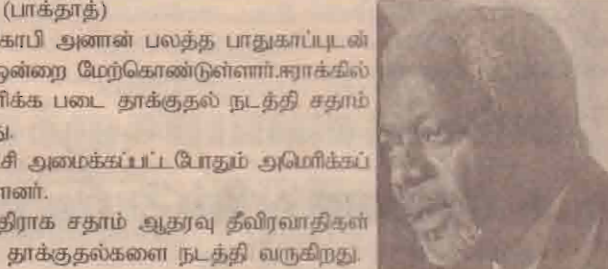 (பாக்தாத்)
கோபி அனான் பலத்த பாதுகாப்புடன்
ஒன்றை மேற்கொண்டுள்ளார்.ஈராக்கில்
ரிக்க படை தாக்குதல் நடத்தி சதாம்
து.
சி அமைக்கப்பட்டபோதும் அமெரிக்கப்
ளனர்.
திராக சதாம் ஆதரவு தீவிரவாதிகள்
தாக்குதல்களை நடத்தி வருகிறது.